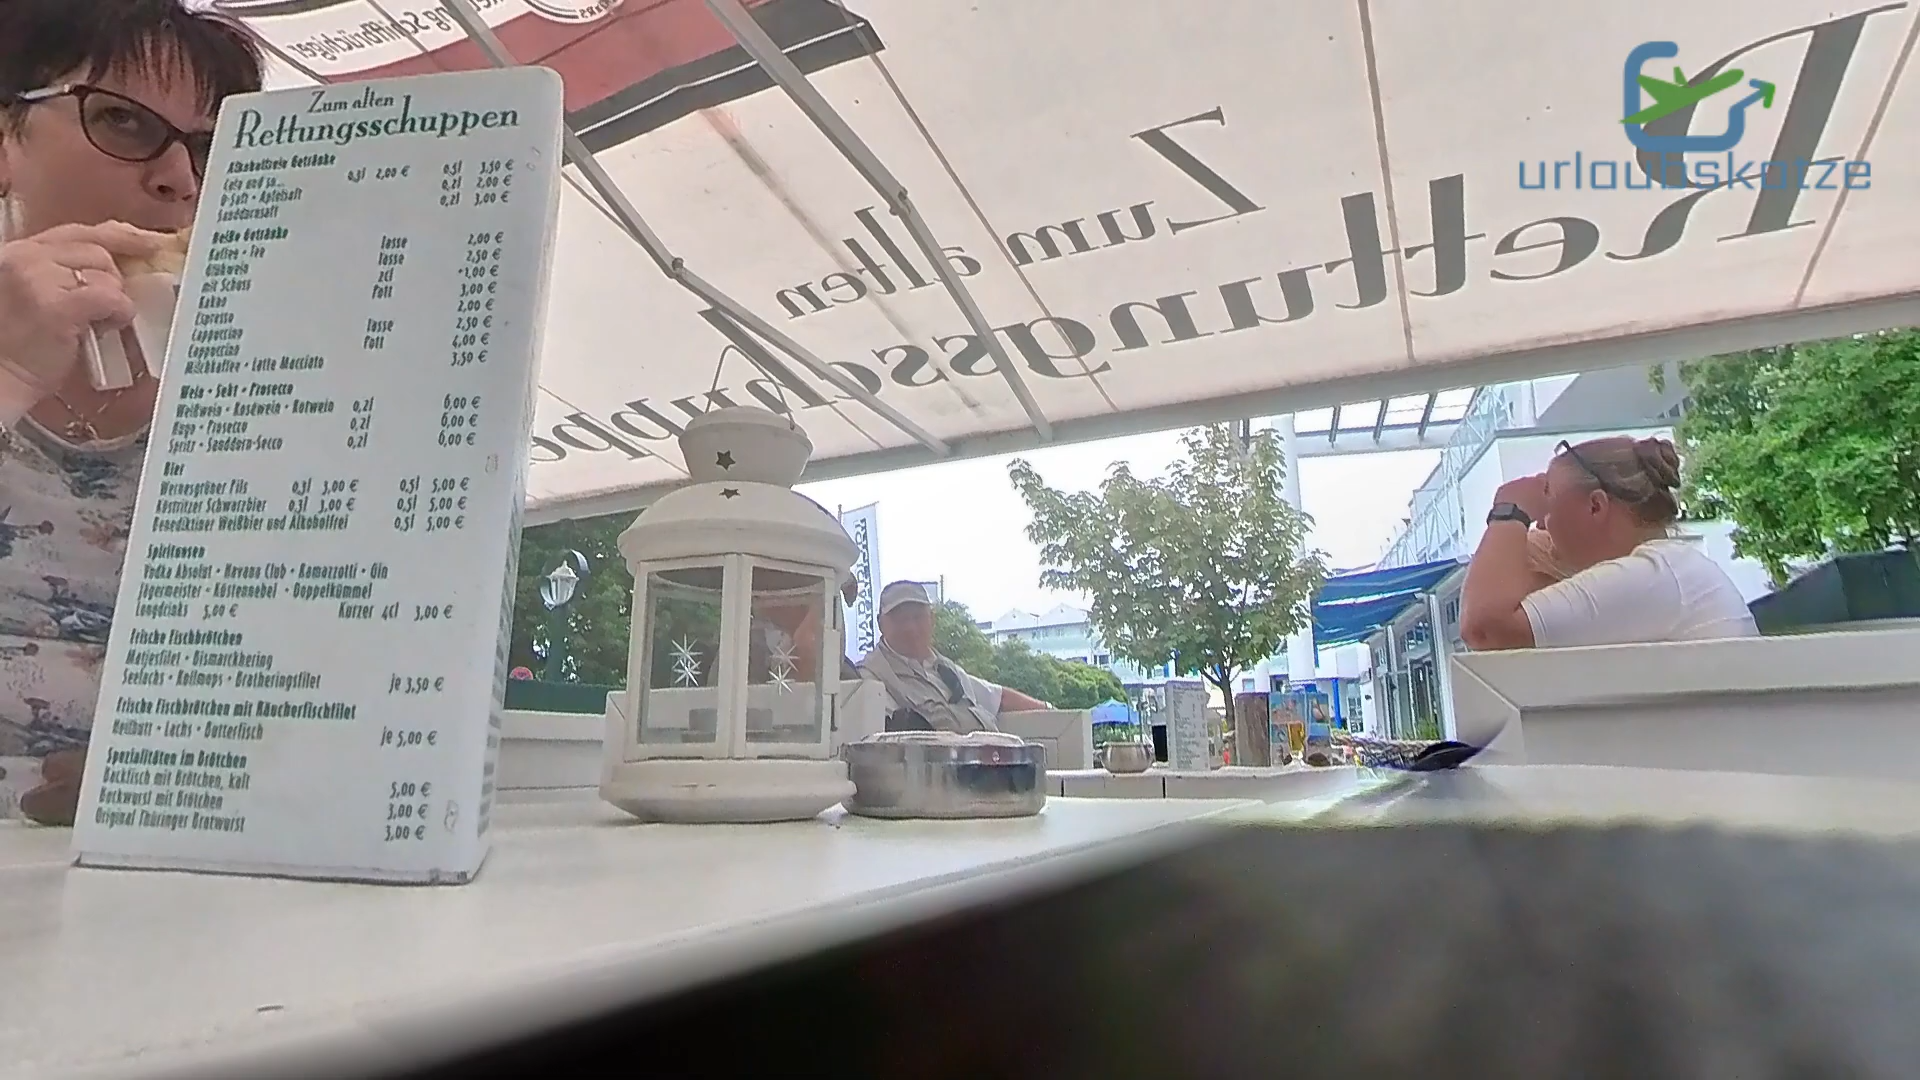 Schiffbrüchiger
urlaubskatze
Zum alten
Rettungsschuppen
Zum alten
Rettungsschuppen
Alkoholfreie Getränke
Cola und so... 0,3l 2,00 € 0,5l 3,50 €
O-Saft • Apfelsaft 0,2l 2,00 €
Sanddornsaft 0,2l 3,00 €
Heiße Getränke
Kaffee • Tee Tasse 2,00 €
Glühwein Tasse 2,50 €
mit Schuss 2cl +1,00 €
Kakao Pott 3,00 €
Espresso 2,00 €
Cappuccino Tasse 2,50 €
Cappuccino Pott 4,00 €
Milchkaffee • Latte Macciato 3,50 €
Wein • Sekt • Prosecco
Weißwein • Roséwein • Rotwein 0,2l 6,00 €
Hugo • Prosecco 0,2l 6,00 €
Spritz • Sanddorn-Secco 0,2l 6,00 €
Bier
Wernesgrüner Pils 0,3l 3,00 € 0,5l 5,00 €
Köstritzer Schwarzbier 0,3l 3,00 € 0,5l 5,00 €
Benediktiner Weißbier und Alkoholfrei 0,5l 5,00 €
Spirituosen
Vodka Absolut • Havana Club • Ramazzotti • Gin
Jägermeister • Küstennebel • Doppelkümmel
Longdrinks 5,00 € Kurzer 4cl 3,00 €
Frische Fischbrötchen
Matjesfilet • Bismarckhering
Seelachs • Rollmops • Bratheringsfilet je 3,50 €
Frische Fischbrötchen mit Räucherfischfilet
Heilbutt • Lachs • Butterfisch je 5,00 €
Spezialitäten im Brötchen
Backfisch mit Brötchen, kalt 5,00 €
Bockwurst mit Brötchen 3,00 €
Original Thüringer Bratwurst 3,00 €
NAPAPIJRI